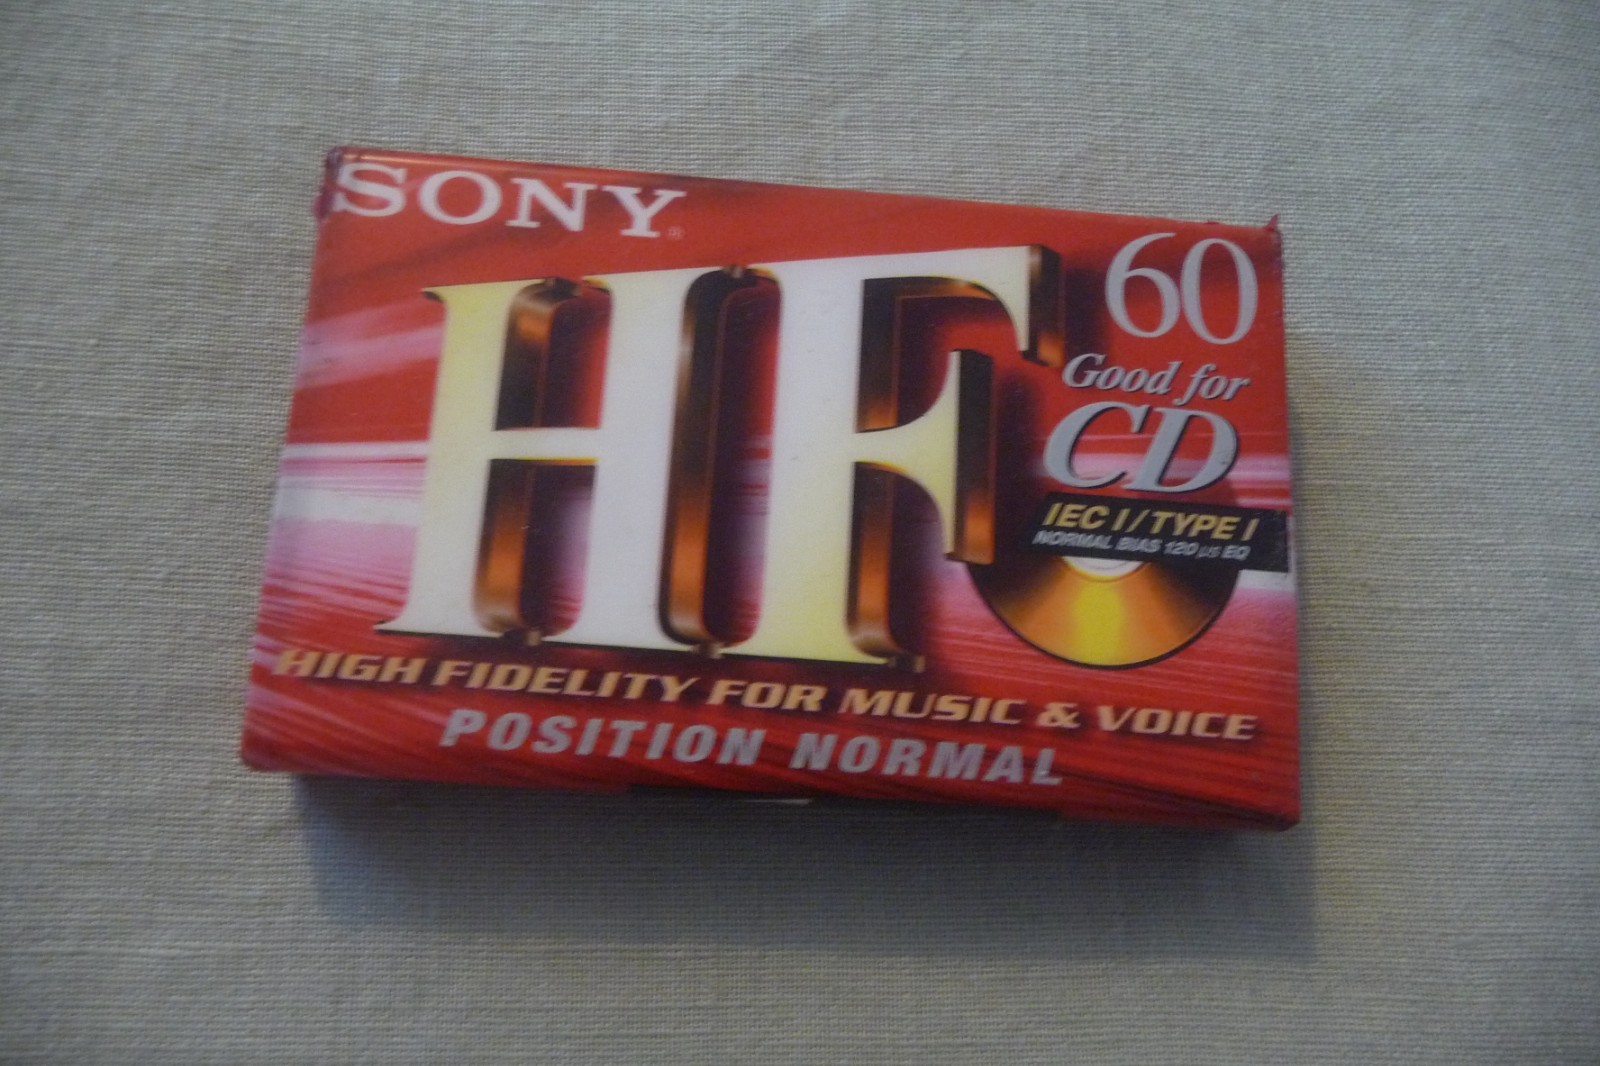 SONY®
HF
60
Good for
CD
IEC I/TYPE I
NORMAL BIAS 120 µs EQ
HIGH FIDELITY FOR MUSIC & VOICE
POSITION NORMAL